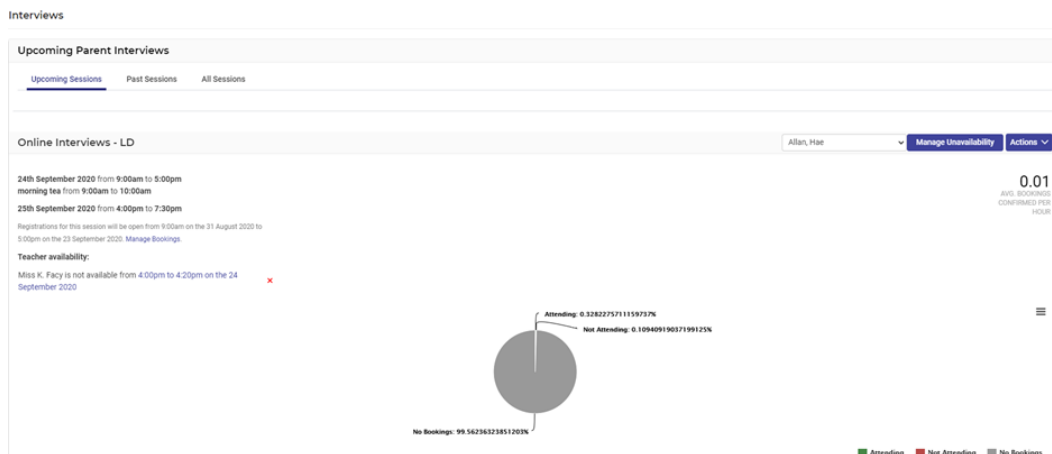 Interviews
Upcoming Parent Interviews
Upcoming Sessions Past Sessions All Sessions
Online Interviews - LD
Allan, Hae
Manage Unavailability
Actions
24th September 2020 from 9:00am to 5:00pm
morning tea from 9:00am to 10:00am
25th September 2020 from 4:00pm to 7:30pm
Registrations for this session will be open from 9:00am on the 31 August 2020 to
5:00pm on the 23 September 2020. Manage Bookings.
Teacher availability:
Miss K. Facy is not available from 4:00pm to 4:20pm on the 24
September 2020
0.01
AVG. BOOKINGS
CONFIRMED PER
HOUR
Attending: 0.3282275711159737%
Not Attending: 0.10940919037199125%
No Bookings: 99.56236323851203%
Attending Not Attending No Bookings